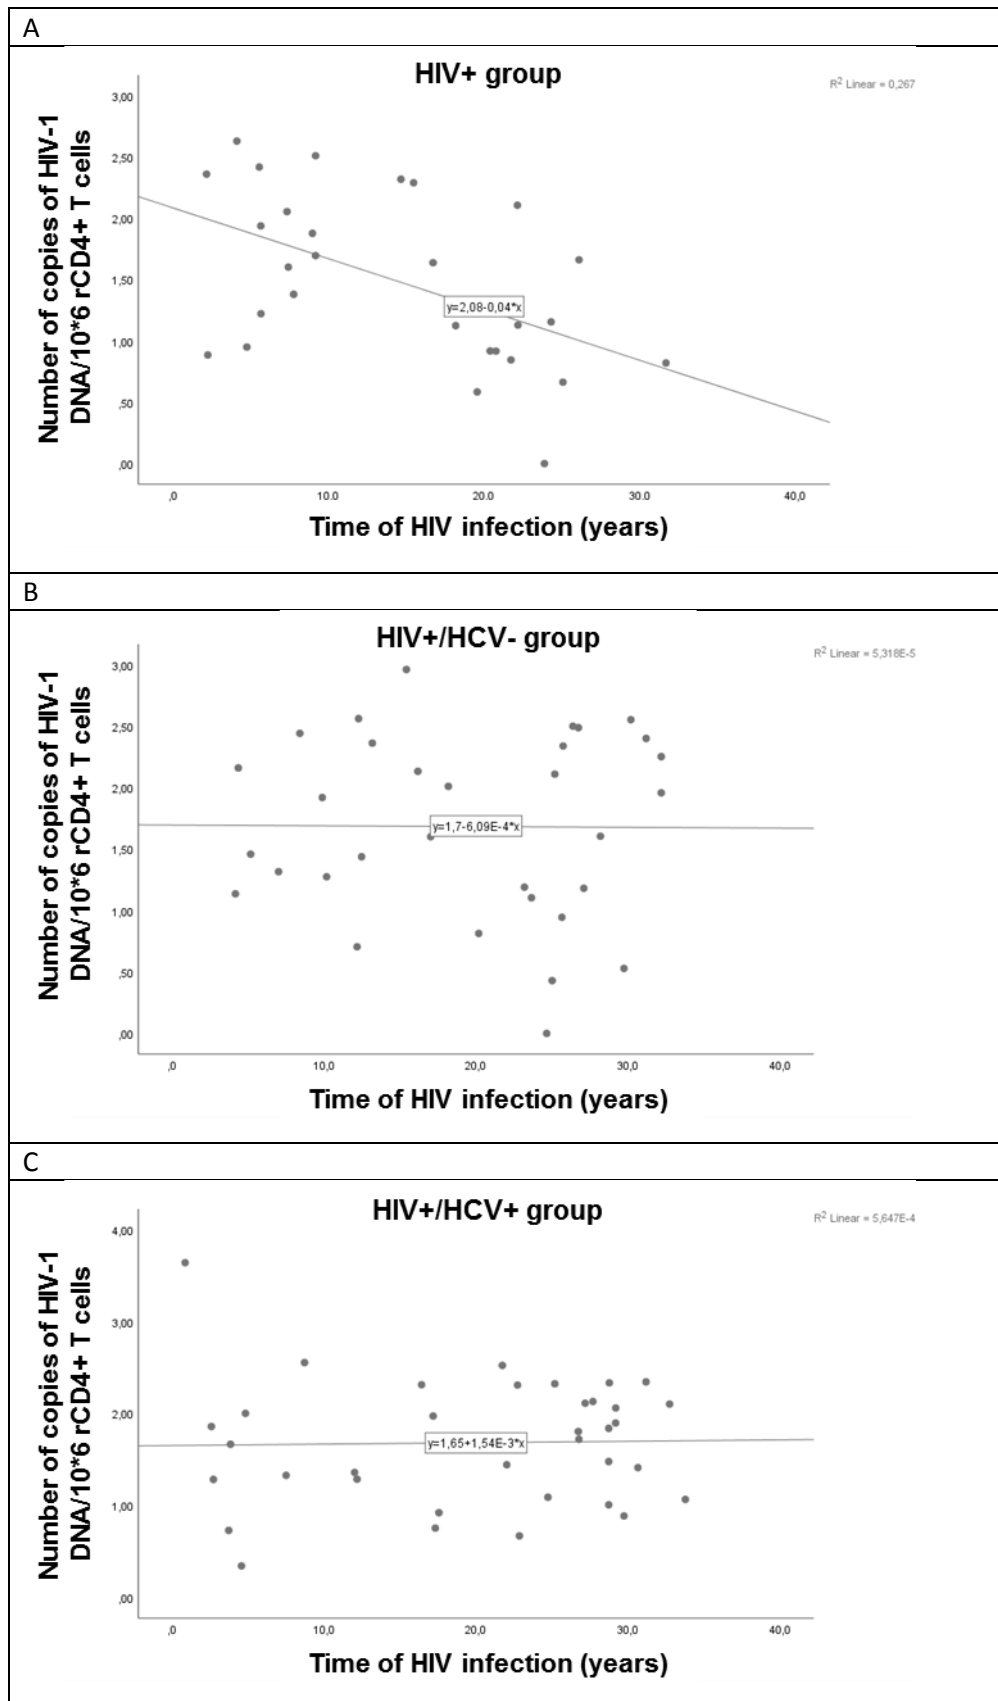 A
HIV+ group
R2 Linear = 0,267
Number of copies of HIV-1
DNA/10*6 rCD4+ T cells
3,00
2,50
2,00
1,50
1,00
,50
,00
y=2,08-0,04*x
,0
10.0
20.0
30.0
40,0
Time of HIV infection (years)
B
HIV+/HCV- group
R2 Linear = 5,318E-5
Number of copies of HIV-1
DNA/10*6 rCD4+ T cells
3,00
2,50
2,00
1,50
1,00
,50
,00
y=1,7-6,09E-4*x
,0
10,0
20,0
30,0
40,0
Time of HIV infection (years)
C
HIV+/HCV+ group
R2 Linear = 5,647E-4
Number of copies of HIV-1
DNA/10*6 rCD4+ T cells
4,00
3,00
2,00
1,00
,00
y=1,65+1,54E-3*x
,0
10,0
20,0
30,0
40,0
Time of HIV infection (years)